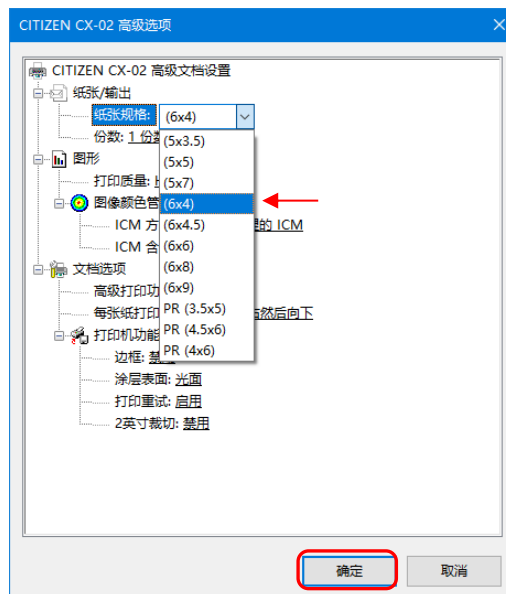 CITIZEN CX-02 高级选项
CITIZEN CX-02 高级文档设置
纸张/输出
纸张规格: (6x4)
份数: 1 份
(5x3.5)
图形
(5x5)
打印质量:
(5x7)
图像颜色管
(6x4)
ICM 方
(6x4.5)
的 ICM
ICM 含
(6x6)
文档选项
(6x8)
高级打印功
(6x9)
每张纸打印
PR (3.5x5)
然后向下
打印机功能
PR (4.5x6)
边框:
PR (4x6)
涂层表面: 光面
打印重试: 启用
2英寸裁切: 禁用
确定
取消